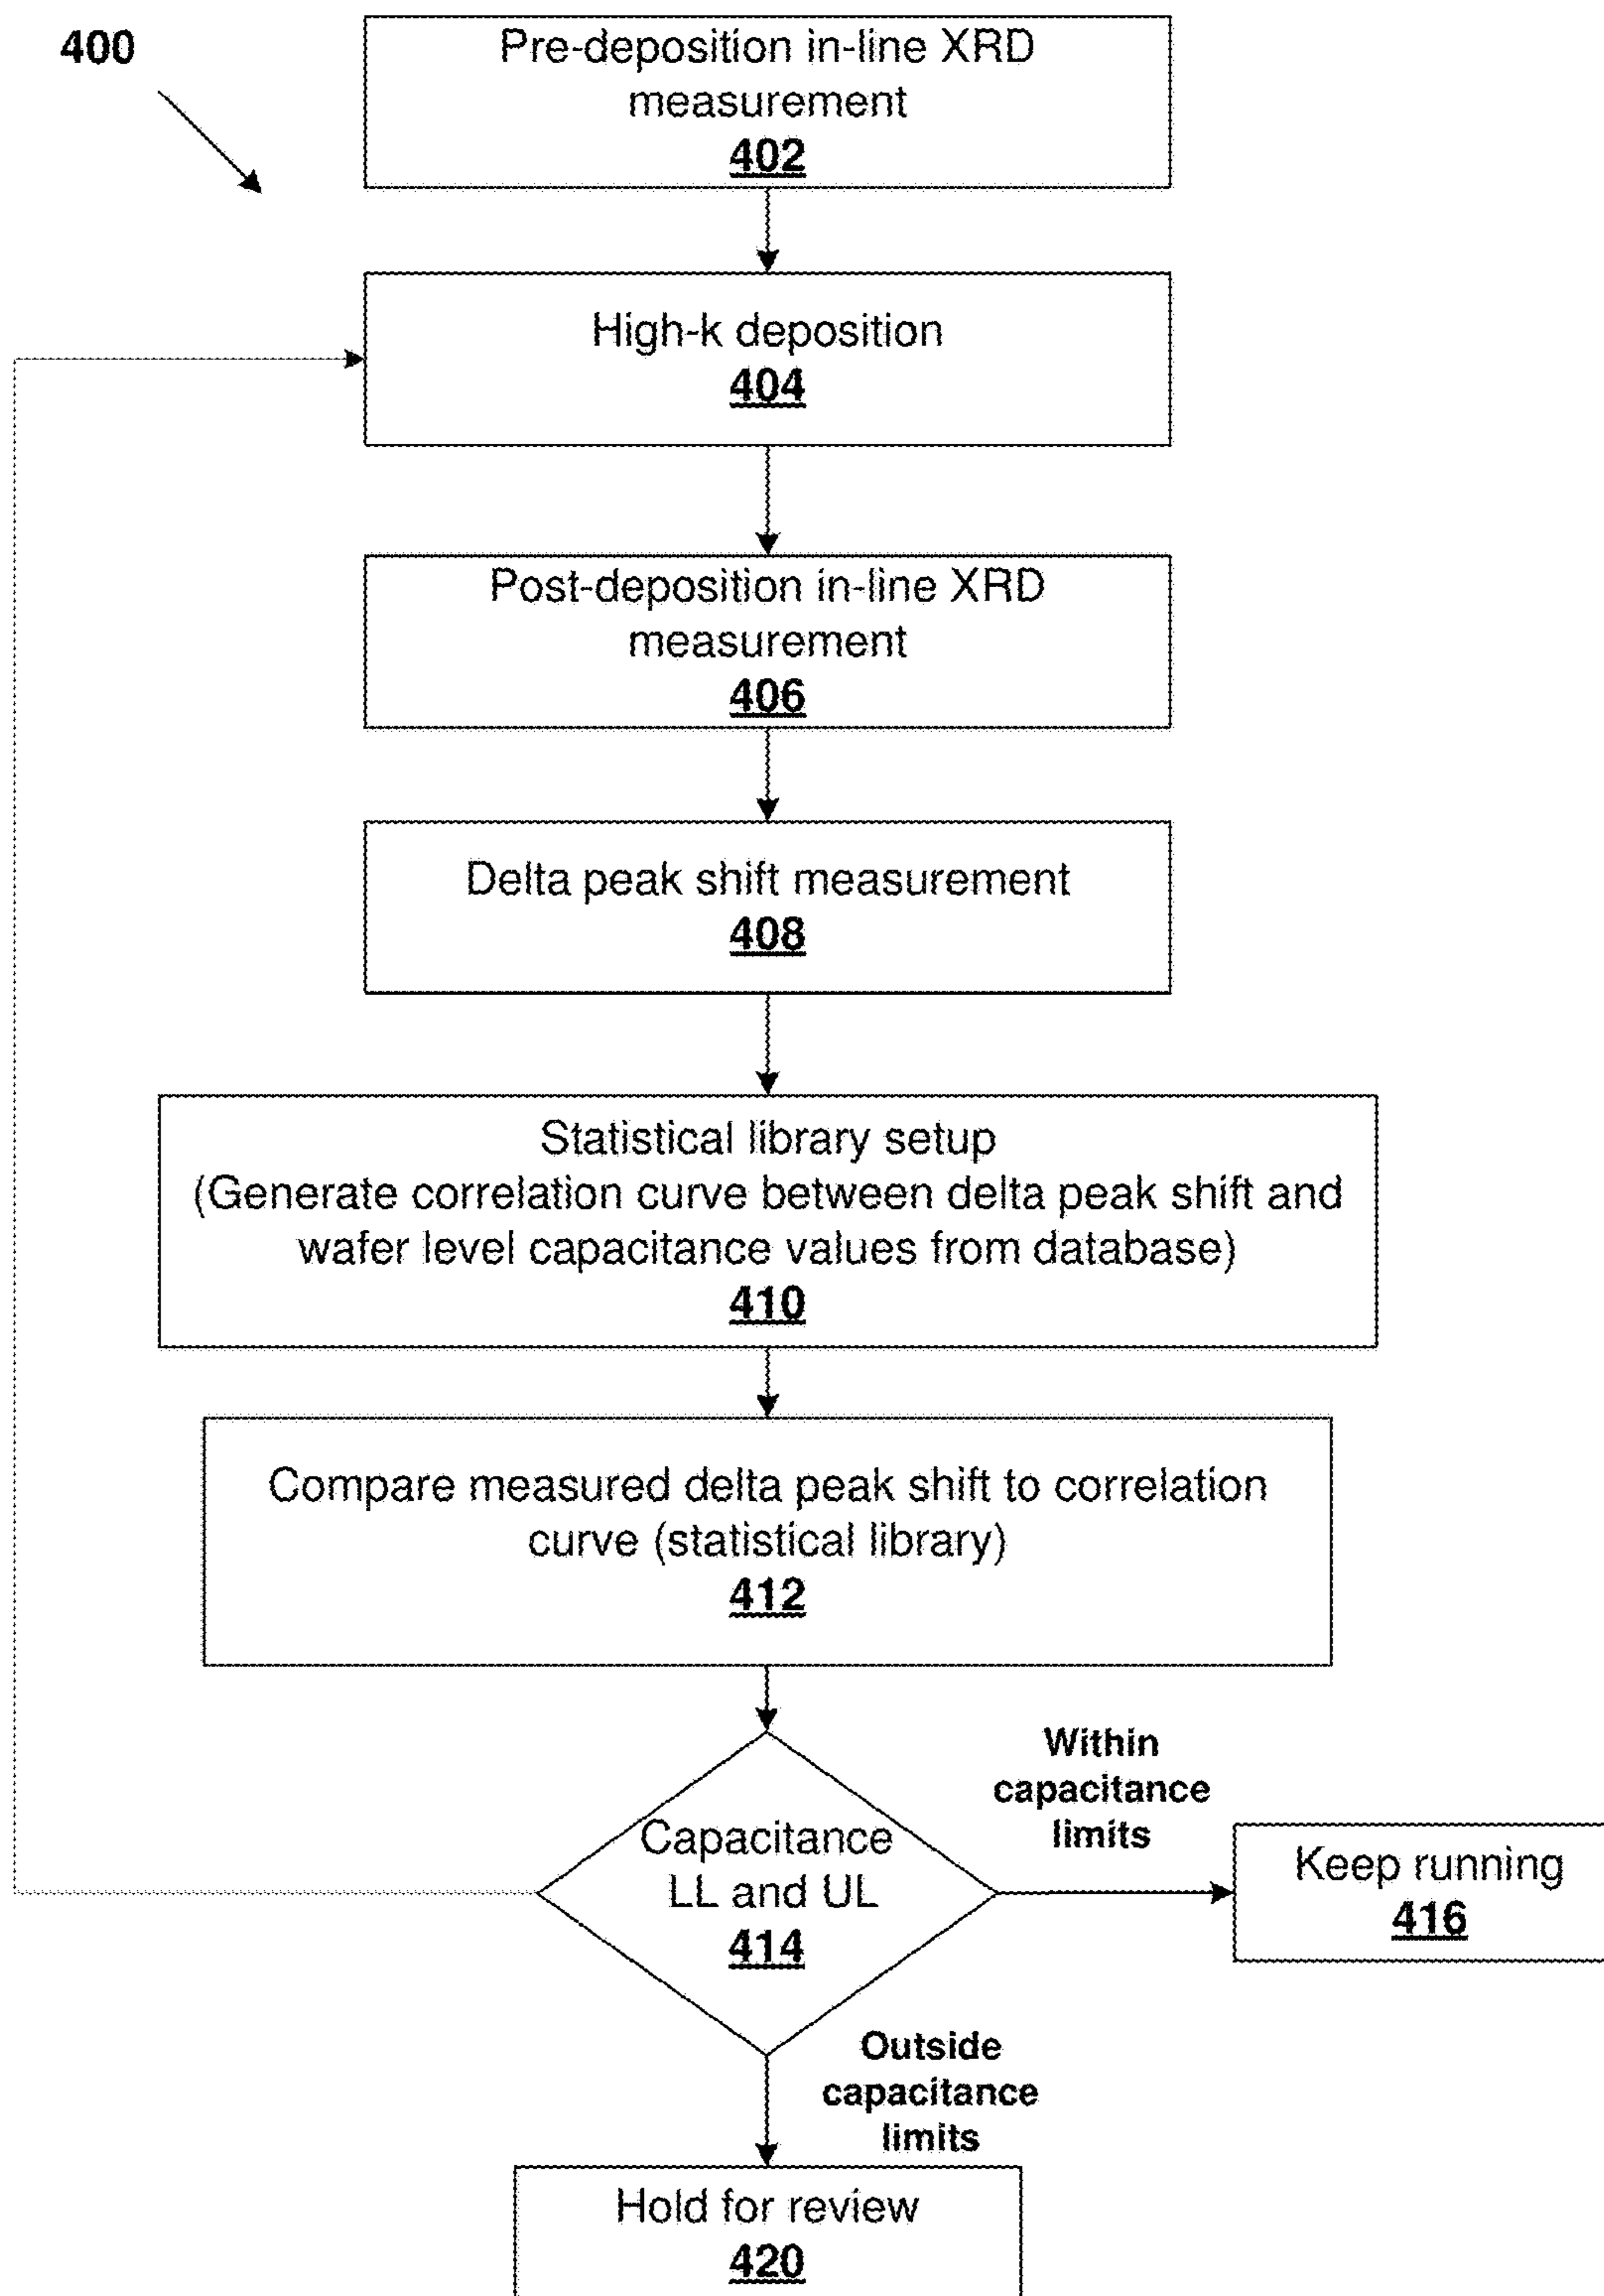 400
Pre-deposition in-line XRD
measurement
402
High-k deposition
404
Post-deposition in-line XRD
measurement
406
Delta peak shift measurement
408
Statistical library setup
(Generate correlation curve between delta peak shift and
wafer level capacitance values from database)
410
Compare measured delta peak shift to correlation
curve (statistical library)
412
Capacitance
LL and UL
414
Within
capacitance
limits
Keep running
416
Outside
capacitance
limits
Hold for review
420